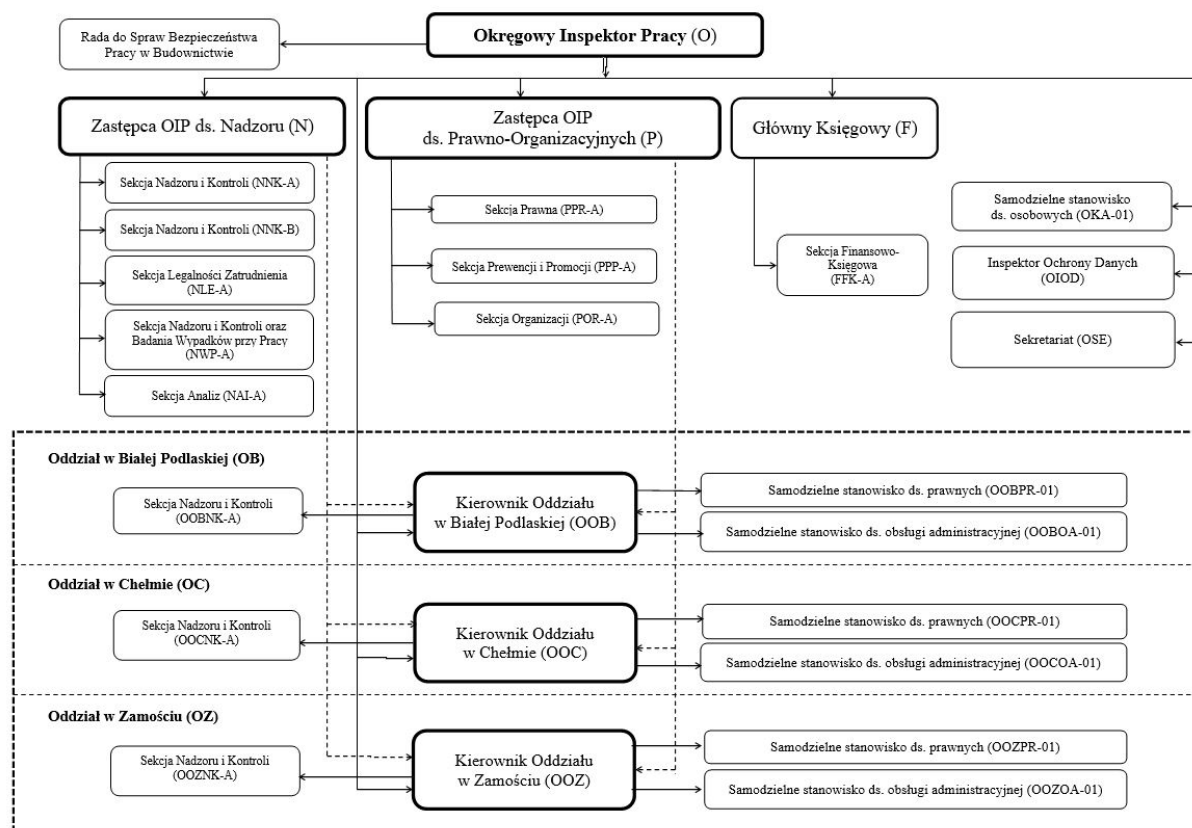 Rada do Spraw Bezpieczeństwa
Pracy w Budownictwie
Okręgowy Inspektor Pracy (O)
Zastępca OIP ds. Nadzoru (N)
Zastępca OIP
ds. Prawno-Organizacyjnych (P)
Główny Księgowy (F)
Sekcja Nadzoru i Kontroli (NNK-A)
Sekcja Nadzoru i Kontroli (NNK-B)
Sekcja Legalności Zatrudnienia
(NLE-A)
Sekcja Nadzoru i Kontroli oraz
Badania Wypadków przy Pracy
(NWP-A)
Sekcja Analiz (NAI-A)
Sekcja Prawna (PPR-A)
Sekcja Prewencji i Promocji (PPP-A)
Sekcja Organizacji (POR-A)
Sekcja Finansowo-
Księgowa
(FFK-A)
Samodzielne stanowisko
ds. osobowych (OKA-01)
Inspektor Ochrony Danych
(OIOD)
Sekretariat (OSE)
Oddział w Białej Podlaskiej (OB)
Sekcja Nadzoru i Kontroli
(OOBNK-A)
Kierownik Oddziału
w Białej Podlaskiej (OOB)
Samodzielne stanowisko ds. prawnych (OOBPR-01)
Samodzielne stanowisko ds. obsługi administracyjnej (OOBOA-01)
Oddział w Chełmie (OC)
Sekcja Nadzoru i Kontroli
(OOCNK-A)
Kierownik Oddziału
w Chełmie (OOC)
Samodzielne stanowisko ds. prawnych (OOCPR-01)
Samodzielne stanowisko ds. obsługi administracyjnej (OOCOA-01)
Oddział w Zamościu (OZ)
Sekcja Nadzoru i Kontroli
(OOZNK-A)
Kierownik Oddziału
w Zamościu (OOZ)
Samodzielne stanowisko ds. prawnych (OOZPR-01)
Samodzielne stanowisko ds. obsługi administracyjnej (OOZOA-01)